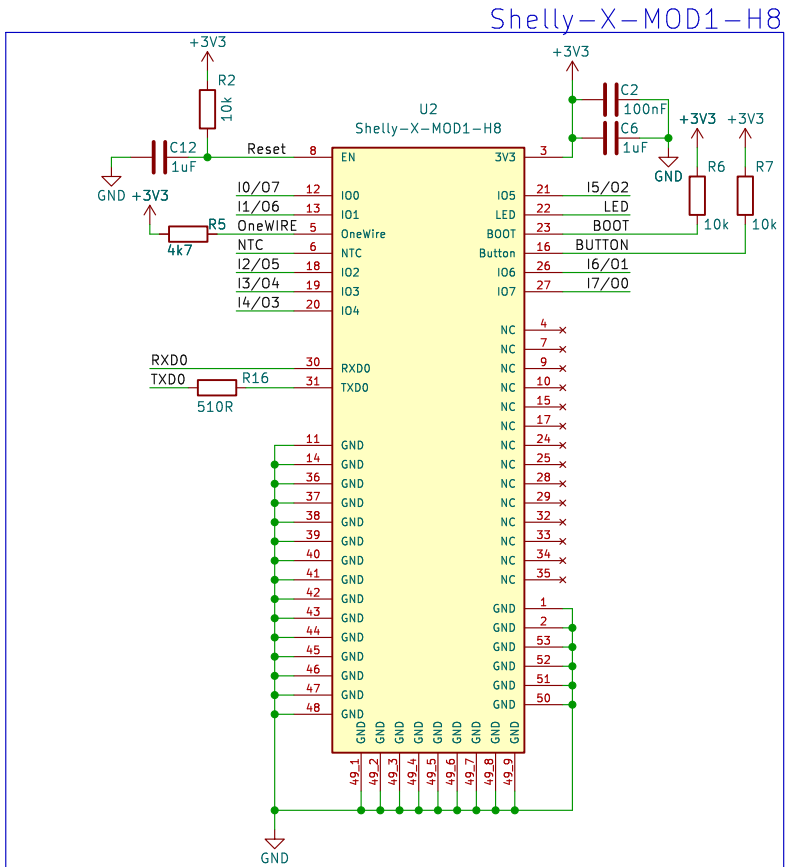 Shelly-X-MOD1-H8
+3V3
R2
10k
C12
1uF
GND
Reset
+3V3
R5
4k7
U2
Shelly-X-MOD1-H8
+3V3
C2
100nF
C6
1uF
GND
+3V3
R6
10k
+3V3
R7
10k
8 EN
3V3 3
I0/O7 12 IO0
I1/O6 13 IO1
OneWIRE 5 OneWire
NTC 6 NTC
I2/O5 18 IO2
I3/O4 19 IO3
I4/O3 20 IO4
IO5 21 I5/O2
LED 22 LED
BOOT 23 BOOT
Button 16 BUTTON
IO6 26 I6/O1
IO7 27 I7/O0
NC 4
NC 7
NC 9
NC 10
NC 15
NC 17
NC 24
NC 25
NC 28
NC 29
NC 32
NC 33
NC 34
NC 35
RXD0 30 RXD0
TXD0 R16 31 TXD0
510R
11 GND
14 GND
36 GND
37 GND
38 GND
39 GND
40 GND
41 GND
42 GND
43 GND
44 GND
45 GND
46 GND
47 GND
48 GND
GND 1
GND 2
GND 53
GND 52
GND 51
GND 50
GND GND GND GND GND GND GND GND GND
49_1 49_2 49_3 49_4 49_5 49_6 49_7 49_8 49_9
GND